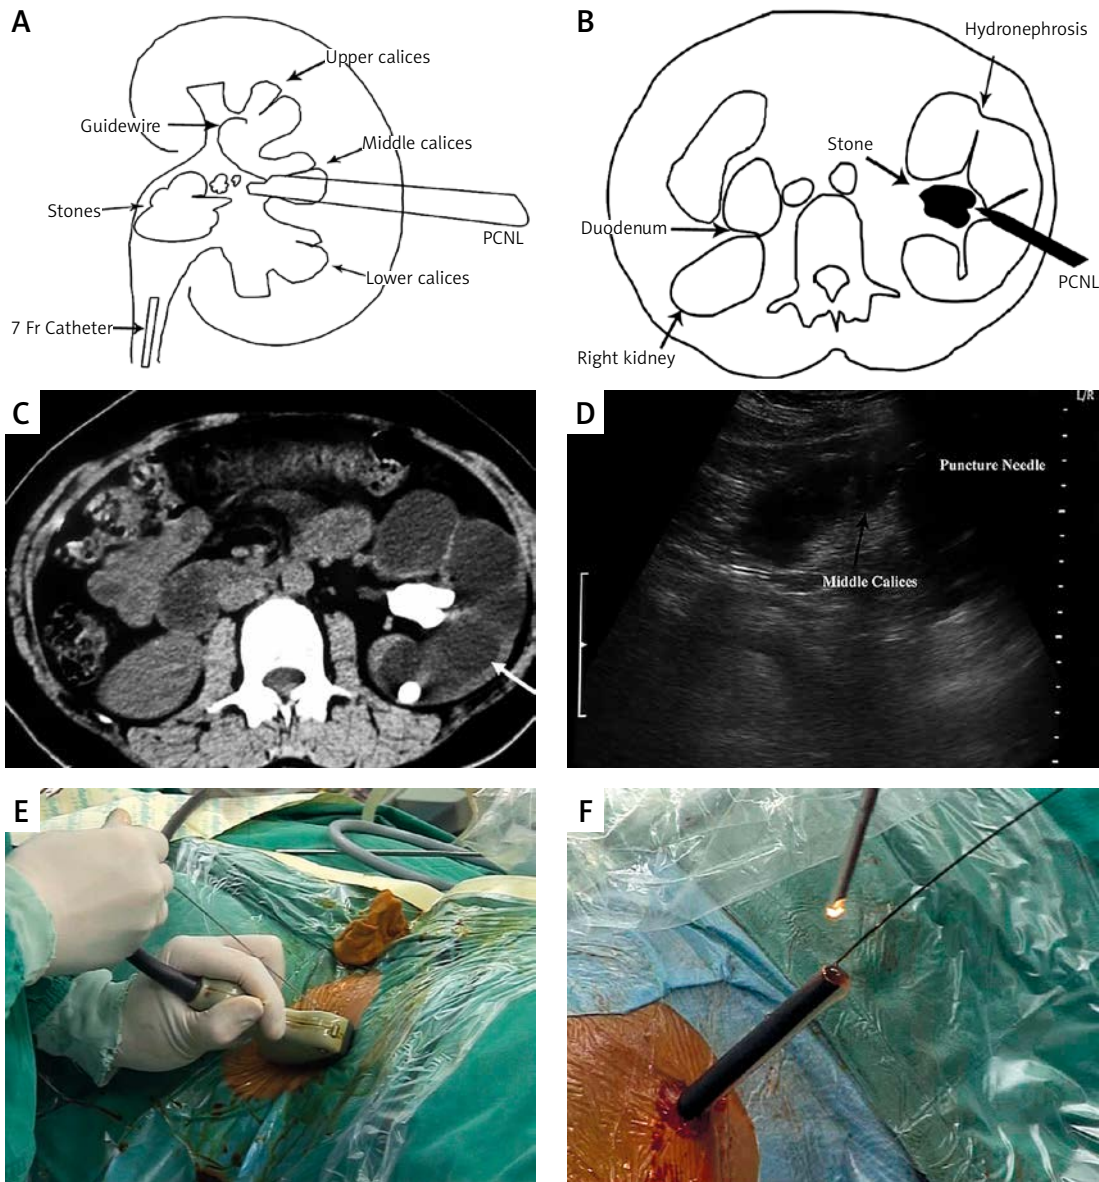 A
Upper calices
Guidewire
Middle calices
Stones
PCNL
Lower calices
7 Fr Catheter
B
Hydronephrosis
Stone
Duodenum
PCNL
Right kidney
C
D
L/R
Puncture Needle
Middle Calices
E
F